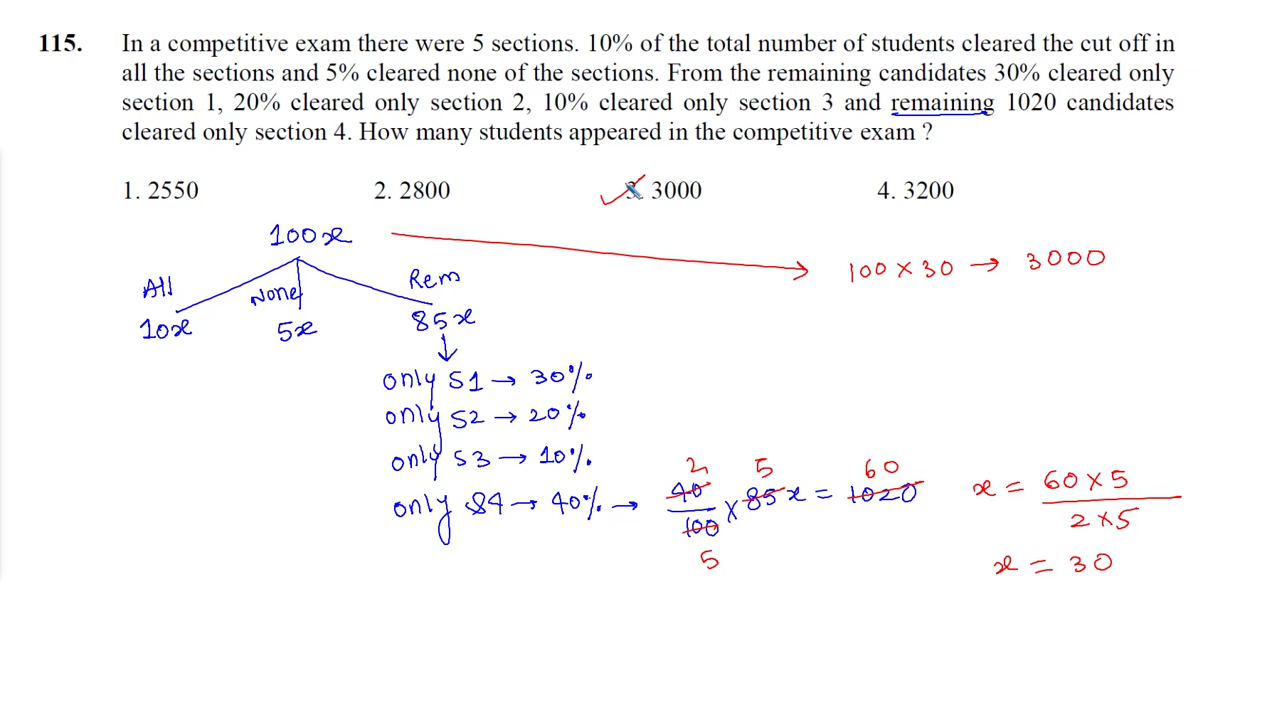 115. In a competitive exam there were 5 sections. 10% of the total number of students cleared the cut off in
all the sections and 5% cleared none of the sections. From the remaining candidates 30% cleared only
section 1, 20% cleared only section 2, 10% cleared only section 3 and remaining 1020 candidates
cleared only section 4. How many students appeared in the competitive exam ?
1. 2550 2. 2800 3. 3000 4. 3200
100x
100 × 30 → 3000
All None Rem
10x 5x 85x
only S1 → 30%
only S2 → 20%
only S3 → 10%
only S4 → 40% → 40/100 × 85x = 1020
2 5 60
5
x = 60 × 5 / 2 × 5
x = 30